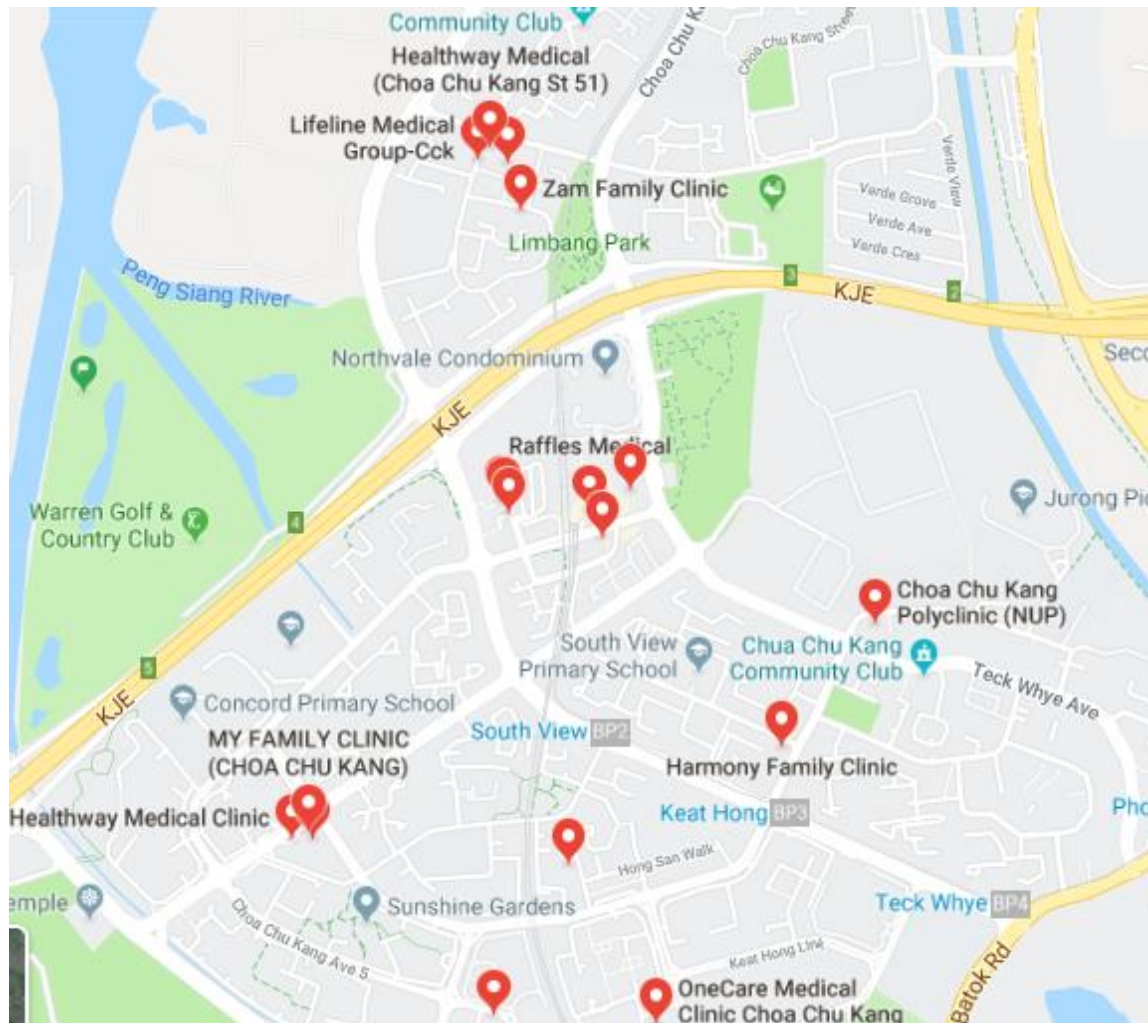 Community Club
Healthway Medical
(Choa Chu Kang St 51)
Choa Chu Ka
Choa Chu Kang Street
Lifeline Medical
Group-Cck
Zam Family Clinic
Verde View
Verde Grove
Verde Ave
Verde Cres
Limbang Park
Peng Siang River
3
KJE
2
Northvale Condominium
Seco
KJE
Raffles Medical
Warren Golf &
Country Club
4
Jurong Pio
Choa Chu Kang
Polyclinic (NUP)
South View
Primary School
Chua Chu Kang
Community Club
5
Teck Whye Ave
KJE
Concord Primary School
South View BP2
MY FAMILY CLINIC
(CHOA CHU KANG)
Harmony Family Clinic
Healthway Medical Clinic
Keat Hong BP3
Pho
Hong San Walk
emple
Sunshine Gardens
Teck Whye BP4
Choa Chu Kang Ave 5
Keat Hong Link
Batok Rd
OneCare Medical
Clinic Choa Chu Kang